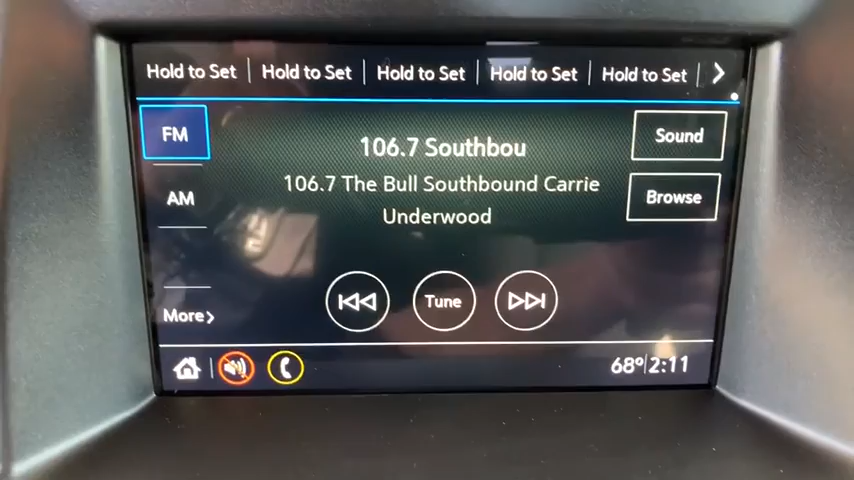 Hold to Set Hold to Set Hold to Set Hold to Set Hold to Set
FM
106.7 Southbou
Sound
AM
106.7 The Bull Southbound Carrie
Underwood
Browse
More
Tune
68° 2:11